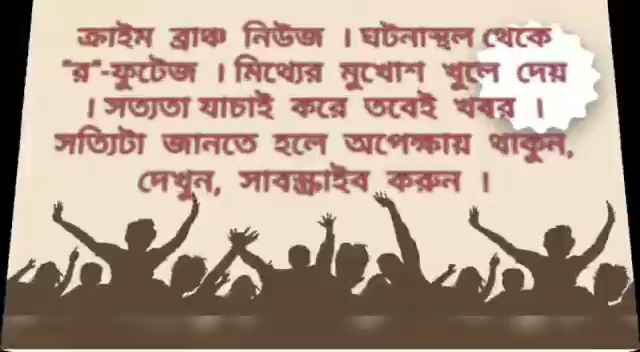 ক্রাইম ব্রাঞ্চ নিউজ । ঘটনাস্থল থেকে
"র"-ফুটেজ । মিথ্যের মুখোশ খুলে দেয়
। সত্যতা যাচাই করে তবেই খবর ।
সত্যিটা জানতে হলে অপেক্ষায় থাকুন,
দেখুন, সাবস্ক্রাইব করুন ।